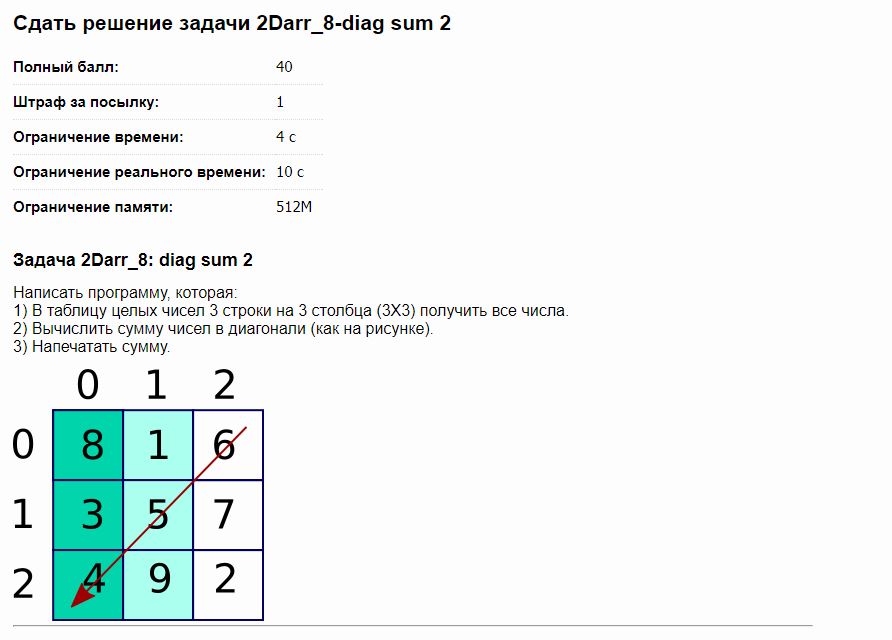 Сдать решение задачи 2Darr_8-diag sum 2
Полный балл: 40
Штраф за посылку: 1
Ограничение времени: 4 с
Ограничение реального времени: 10 с
Ограничение памяти: 512M
Задача 2Darr_8: diag sum 2
Написать программу, которая:
1) В таблицу целых чисел 3 строки на 3 столбца (3X3) получить все числа.
2) Вычислить сумму чисел в диагонали (как на рисунке).
3) Напечатать сумму.
0 1 2
0 8 1 6
1 3 5 7
2 4 9 2